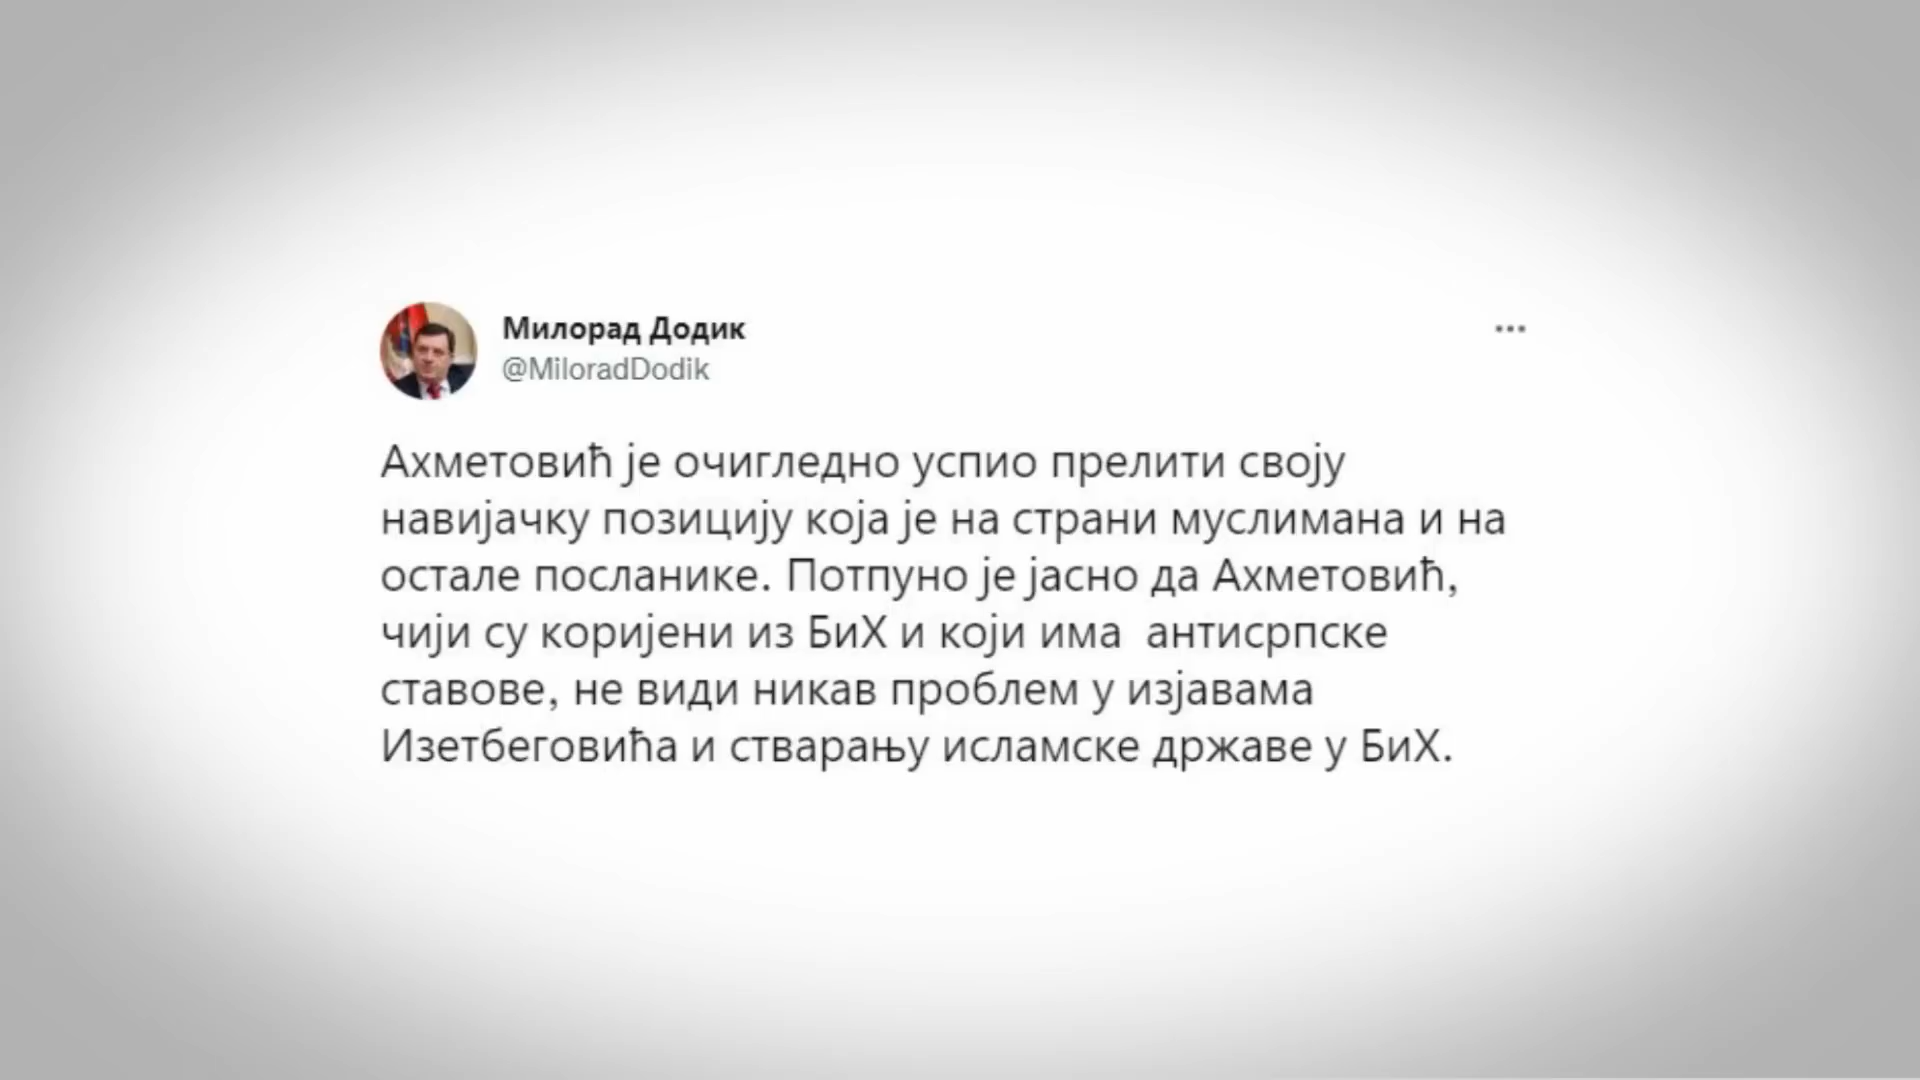 Милорад Додик
@MiloradDodik
Ахметовић је очигледно успио прелити своју
навијачку позицију која је на страни муслимана и на
остале посланике. Потпуно је јасно да Ахметовић,
чији су коријени из БиХ и који има антисрпске
ставове, не види никав проблем у изјавама
Изетбеговића и стварању исламске државе у БиХ.